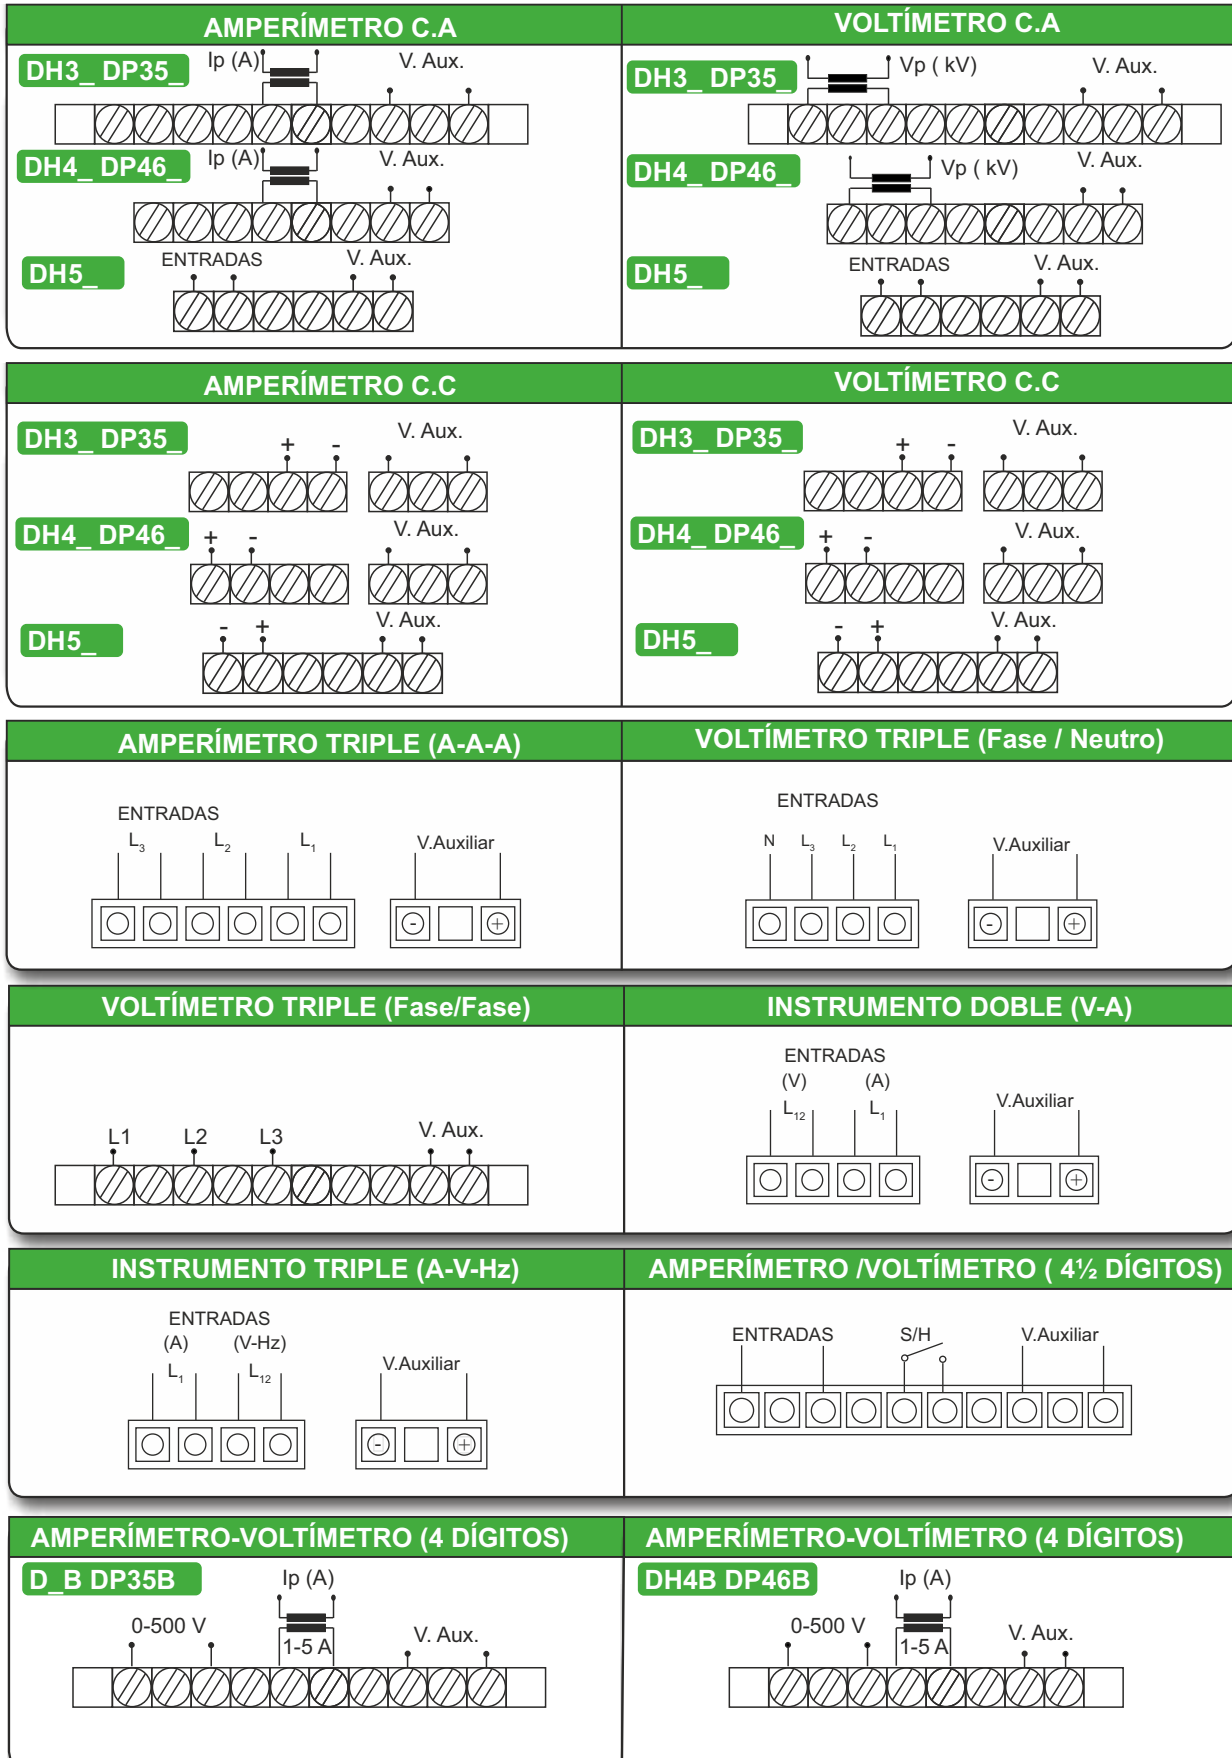 AMPERÍMETRO C.A
DH3_ DP35_
Ip (A)
V. Aux.
DH4_ DP46_
Ip (A)
V. Aux.
DH5_
ENTRADAS
V. Aux.
VOLTÍMETRO C.A
DH3_ DP35_
Vp ( kV)
V. Aux.
DH4_ DP46_
Vp ( kV)
V. Aux.
DH5_
ENTRADAS
V. Aux.
AMPERÍMETRO C.C
DH3_ DP35_
+ -
V. Aux.
DH4_ DP46_
+ -
V. Aux.
DH5_
- +
V. Aux.
VOLTÍMETRO C.C
DH3_ DP35_
+ -
V. Aux.
DH4_ DP46_
+ -
V. Aux.
DH5_
- +
V. Aux.
AMPERÍMETRO TRIPLE (A-A-A)
ENTRADAS
L3 L2 L1
V.Auxiliar
- +
VOLTÍMETRO TRIPLE (Fase / Neutro)
ENTRADAS
N L3 L2 L1
V.Auxiliar
- +
VOLTÍMETRO TRIPLE (Fase/Fase)
L1 L2 L3
V. Aux.
INSTRUMENTO DOBLE (V-A)
ENTRADAS
(V) (A)
L12 L1
V.Auxiliar
- +
INSTRUMENTO TRIPLE (A-V-Hz)
ENTRADAS
(A) (V-Hz)
L1 L12
V.Auxiliar
- +
AMPERÍMETRO /VOLTÍMETRO ( 4½ DÍGITOS)
ENTRADAS
S/H
V.Auxiliar
AMPERÍMETRO-VOLTÍMETRO (4 DÍGITOS)
D_B DP35B
Ip (A)
0-500 V
1-5 A
V. Aux.
AMPERÍMETRO-VOLTÍMETRO (4 DÍGITOS)
DH4B DP46B
Ip (A)
0-500 V
1-5 A
V. Aux.